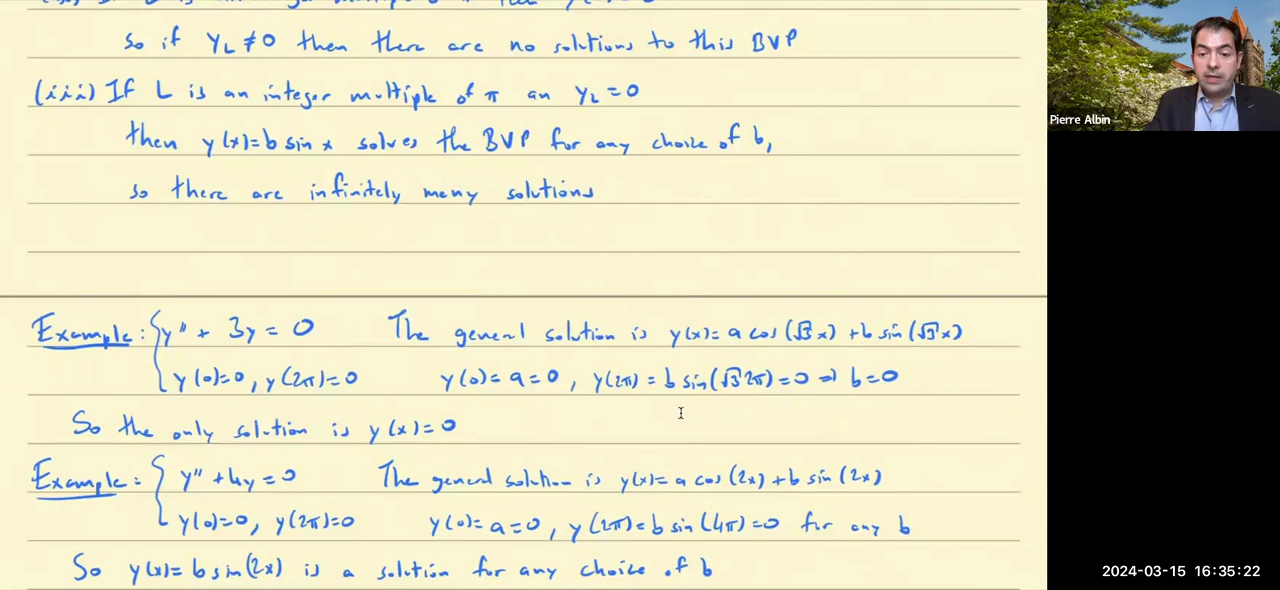 So if y_L ≠ 0 then there are no solutions to this BVP
(iii) If L is an integer multiple of π an y_L = 0
then y(x) = b sin x solves the BVP for any choice of b,
so there are infinitely many solutions
Example: { y'' + 3y = 0 The general solution is y(x) = a cos(√3 x) + b sin(√3 x)
y(0)=0, y(2π)=0 y(0)=a=0, y(2π)=b sin(√3 2π)=0 ⇒ b=0
So the only solution is y(x)=0
Example: { y'' + 4y = 0 The general solution is y(x)= a cos(2x) + b sin(2x)
y(0)=0, y(2π)=0 y(0)=a=0, y(2π)=b sin(4π)=0 for any b
So y(x)= b sin(2x) is a solution for any choice of b
Pierre Albin
2024-03-15 16:35:22